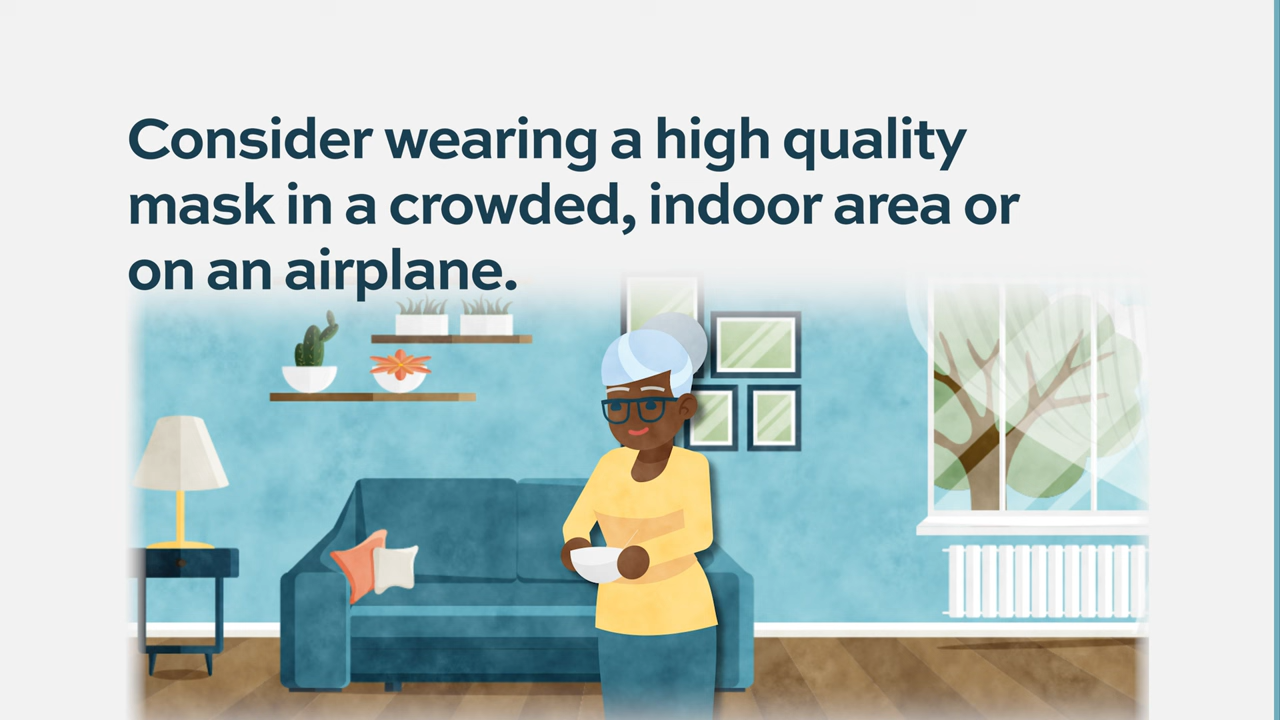 Consider wearing a high quality
mask in a crowded, indoor area or
on an airplane.